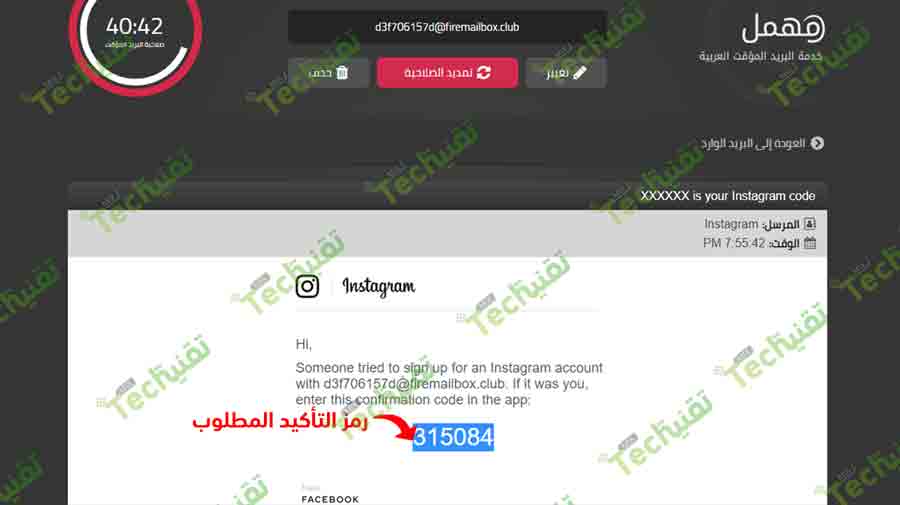 40:42
صلاحية البريد المؤقت
d3f706157d@firemailbox.club
مهمل
خدمة البريد المؤقت العربية
تغيير
تمديد الصلاحية
حذف
العودة إلى البريد الوارد
XXXXXX is your Instagram code
المرسل: Instagram
الوقت: 7:55:42 PM
Instagram
Hi,
Someone tried to sign up for an Instagram account
with d3f706157d@firemailbox.club. If it was you,
enter this confirmation code in the app:
رمز التأكيد المطلوب
315084
from
FACEBOOK
تقنيتك
Tech